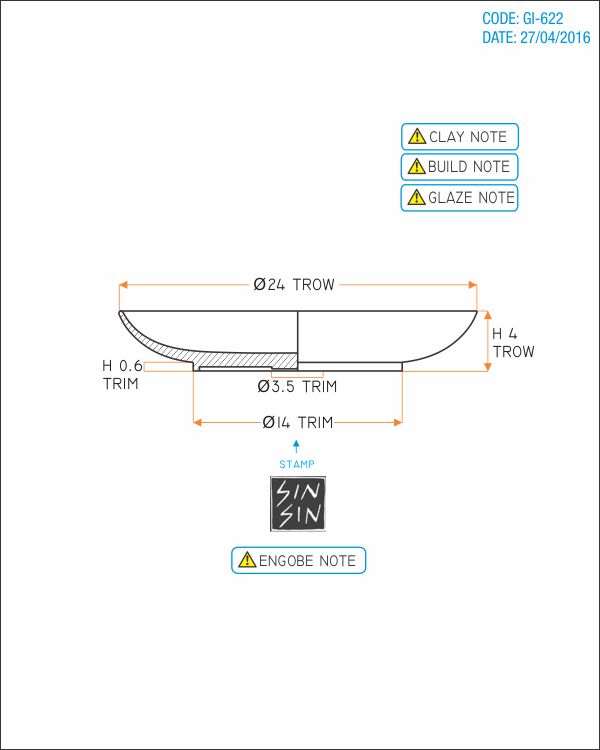 CODE: GI-622
DATE: 27/04/2016
CLAY NOTE
BUILD NOTE
GLAZE NOTE
Ø24 TROW
H 4
TROW
H 0.6
TRIM
Ø3.5 TRIM
Ø14 TRIM
STAMP
SIN
SIN
ENGOBE NOTE